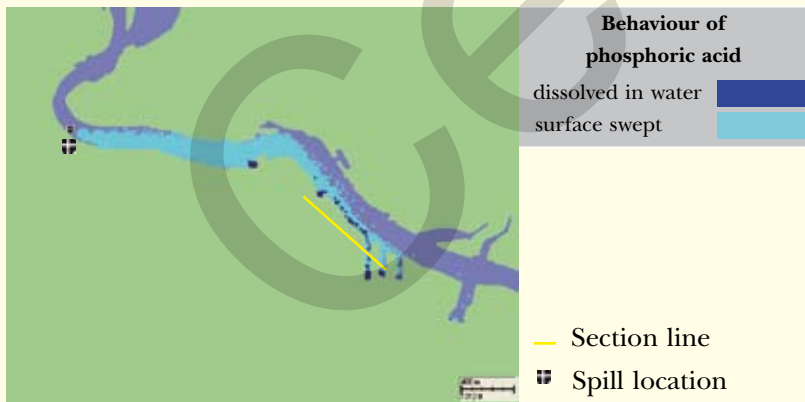 Behaviour of
phosphoric acid
dissolved in water
surface swept
Section line
Spill location